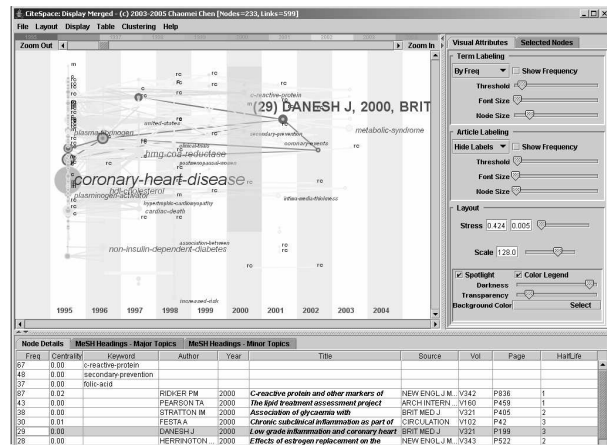 CiteSpace: Display Merged - (c) 2003-2005 Chaomei Chen [Nodes=233, Links=599]
File Layout Display Table Clustering Help
Zoom Out
Zoom In
Visual Attributes Selected Nodes
Term Labeling
By Freq Show Frequency
Threshold
Font Size
Node Size
Article Labeling
Hide Labels Show Frequency
Threshold
Font Size
Node Size
Layout
Stress 0.424 0.005
Scale 128.0
Spotlight Color Legend
Darkness
Transparency
Background Color Select
c-reactive-protein
(29) DANESH J, 2000, BRIT
united-states
plasma-fibrinogen
secondary-prevention
metabolic-syndrome
coronary-events
hmg-coa-reductase
coronary-heart-disease
hdl-cholesterol
plasminogen-activator
intima-media-thickness
hypertrophic-cardiomyopathy
cardiac-death
association-between
non-insulin-dependent-diabetes
increased-risk
1995 1996 1997 1998 1999 2000 2001 2002 2003 2004
Node Details MeSH Headings - Major Topics MeSH Headings - Minor Topics
Freq Centrality Keyword Author Year Title Source Vol Page HalfLife
67 0.00 c-reactive-protein
49 0.00 secondary-prevention
37 0.00 folic-acid
87 0.02 RIDKER PM 2000 C-reactive protein and other markers of NEW ENGL J M... V342 P836 1
43 0.00 PEARSON TA 2000 The lipid treatment assessment project ARCH INTERN... V160 P459 1
38 0.00 STRATTON IM 2000 Association of glycaemia with BRIT MED J V321 P405 2
30 0.01 FESTA A 2000 Chronic subclinical inflammation as part of CIRCULATION V102 P42 3
29 0.00 DANESH J 2000 Low grade inflammation and coronary heart BRIT MED J V321 P199 3
28 0.00 HERRINGTON ... 2000 Effects of estrogen replacement on the NEW ENGL J M... V343 P522 2